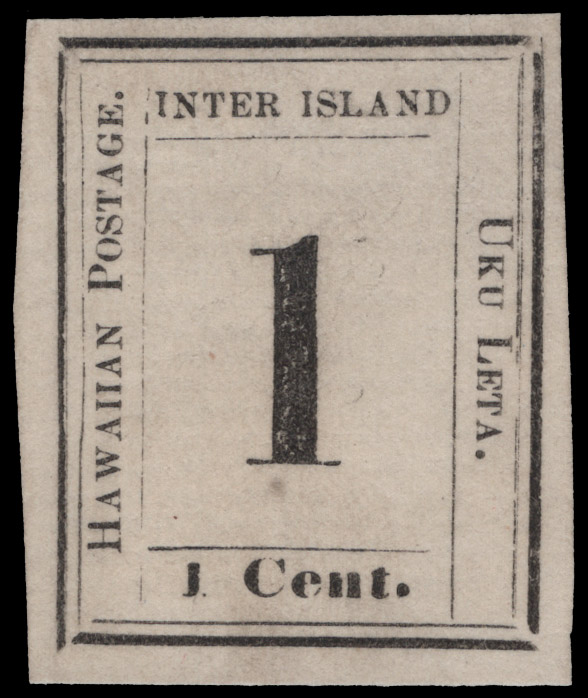 INTER ISLAND
HAWAIIAN POSTAGE.
1
UKU LETA.
1 Cent.